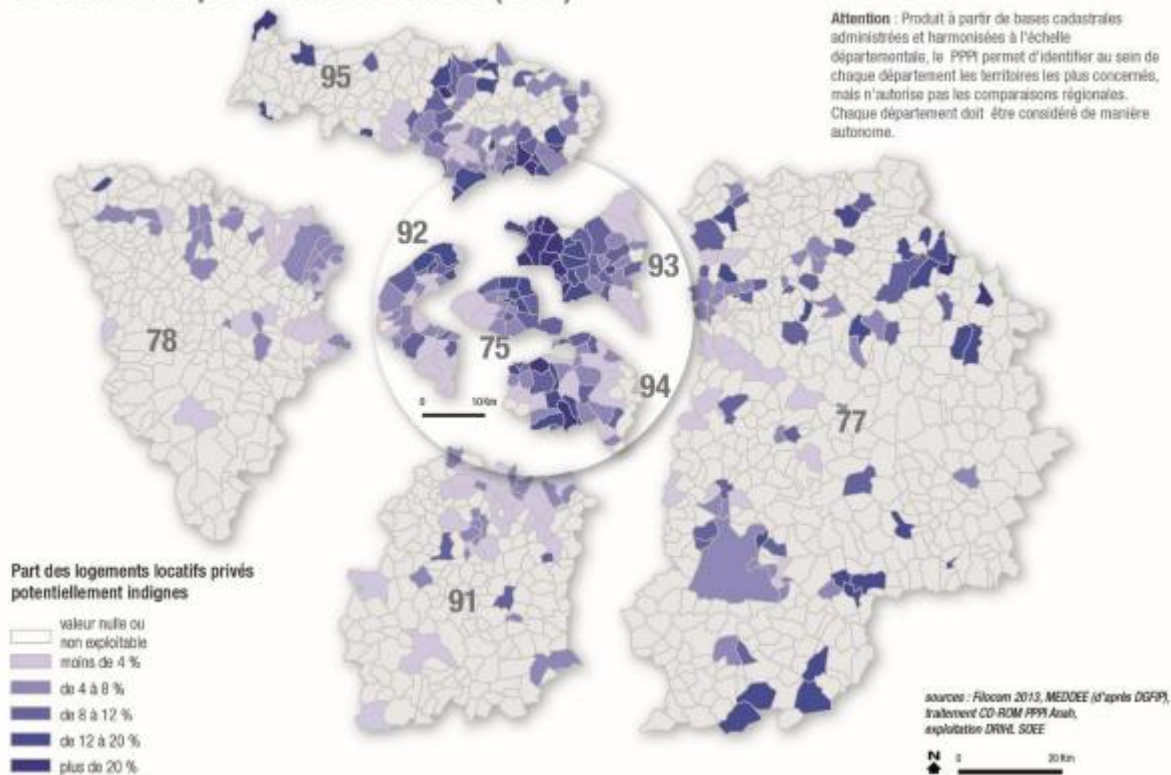 Attention : Produit à partir de bases cadastrales
administrées et harmonisées à l'échelle
départementale, le PPPI permet d'identifier au sein de
chaque département les territoires les plus concernés,
mais n'autorise pas les comparaisons régionales.
Chaque département doit être considéré de manière
autonome.
95
92
93
78
75
94
0 10 Km
77
91
Part des logements locatifs privés
potentiellement indignes
valeur nulle ou
non exploitable
moins de 4 %
de 4 à 8 %
de 8 à 12 %
de 12 à 20 %
plus de 20 %
sources : Filocom 2013, MEDDEE (d'après DGFIP),
traitement CD-ROM PPPI Anah,
exploitation DRIHL SOEE
N 0 20 Km